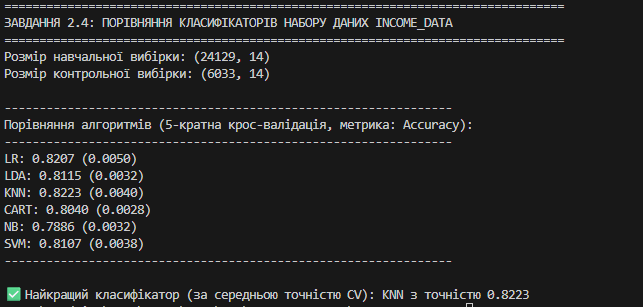 ================================================================
ЗАВДАННЯ 2.4: ПОРІВНЯННЯ КЛАСИФІКАТОРІВ НАБОРУ ДАНИХ INCOME_DATA
================================================================
Розмір навчальної вибірки: (24129, 14)
Розмір контрольної вибірки: (6033, 14)
---------------------------------------------------
Порівняння алгоритмів (5-кратна крос-валідація, метрика: Accuracy):
---------------------------------------------------
LR: 0.8207 (0.0050)
LDA: 0.8115 (0.0032)
KNN: 0.8223 (0.0040)
CART: 0.8040 (0.0028)
NB: 0.7886 (0.0032)
SVM: 0.8107 (0.0038)
---------------------------------------------------
✅ Найкращий класифікатор (за середньою точністю CV): KNN з точністю 0.8223